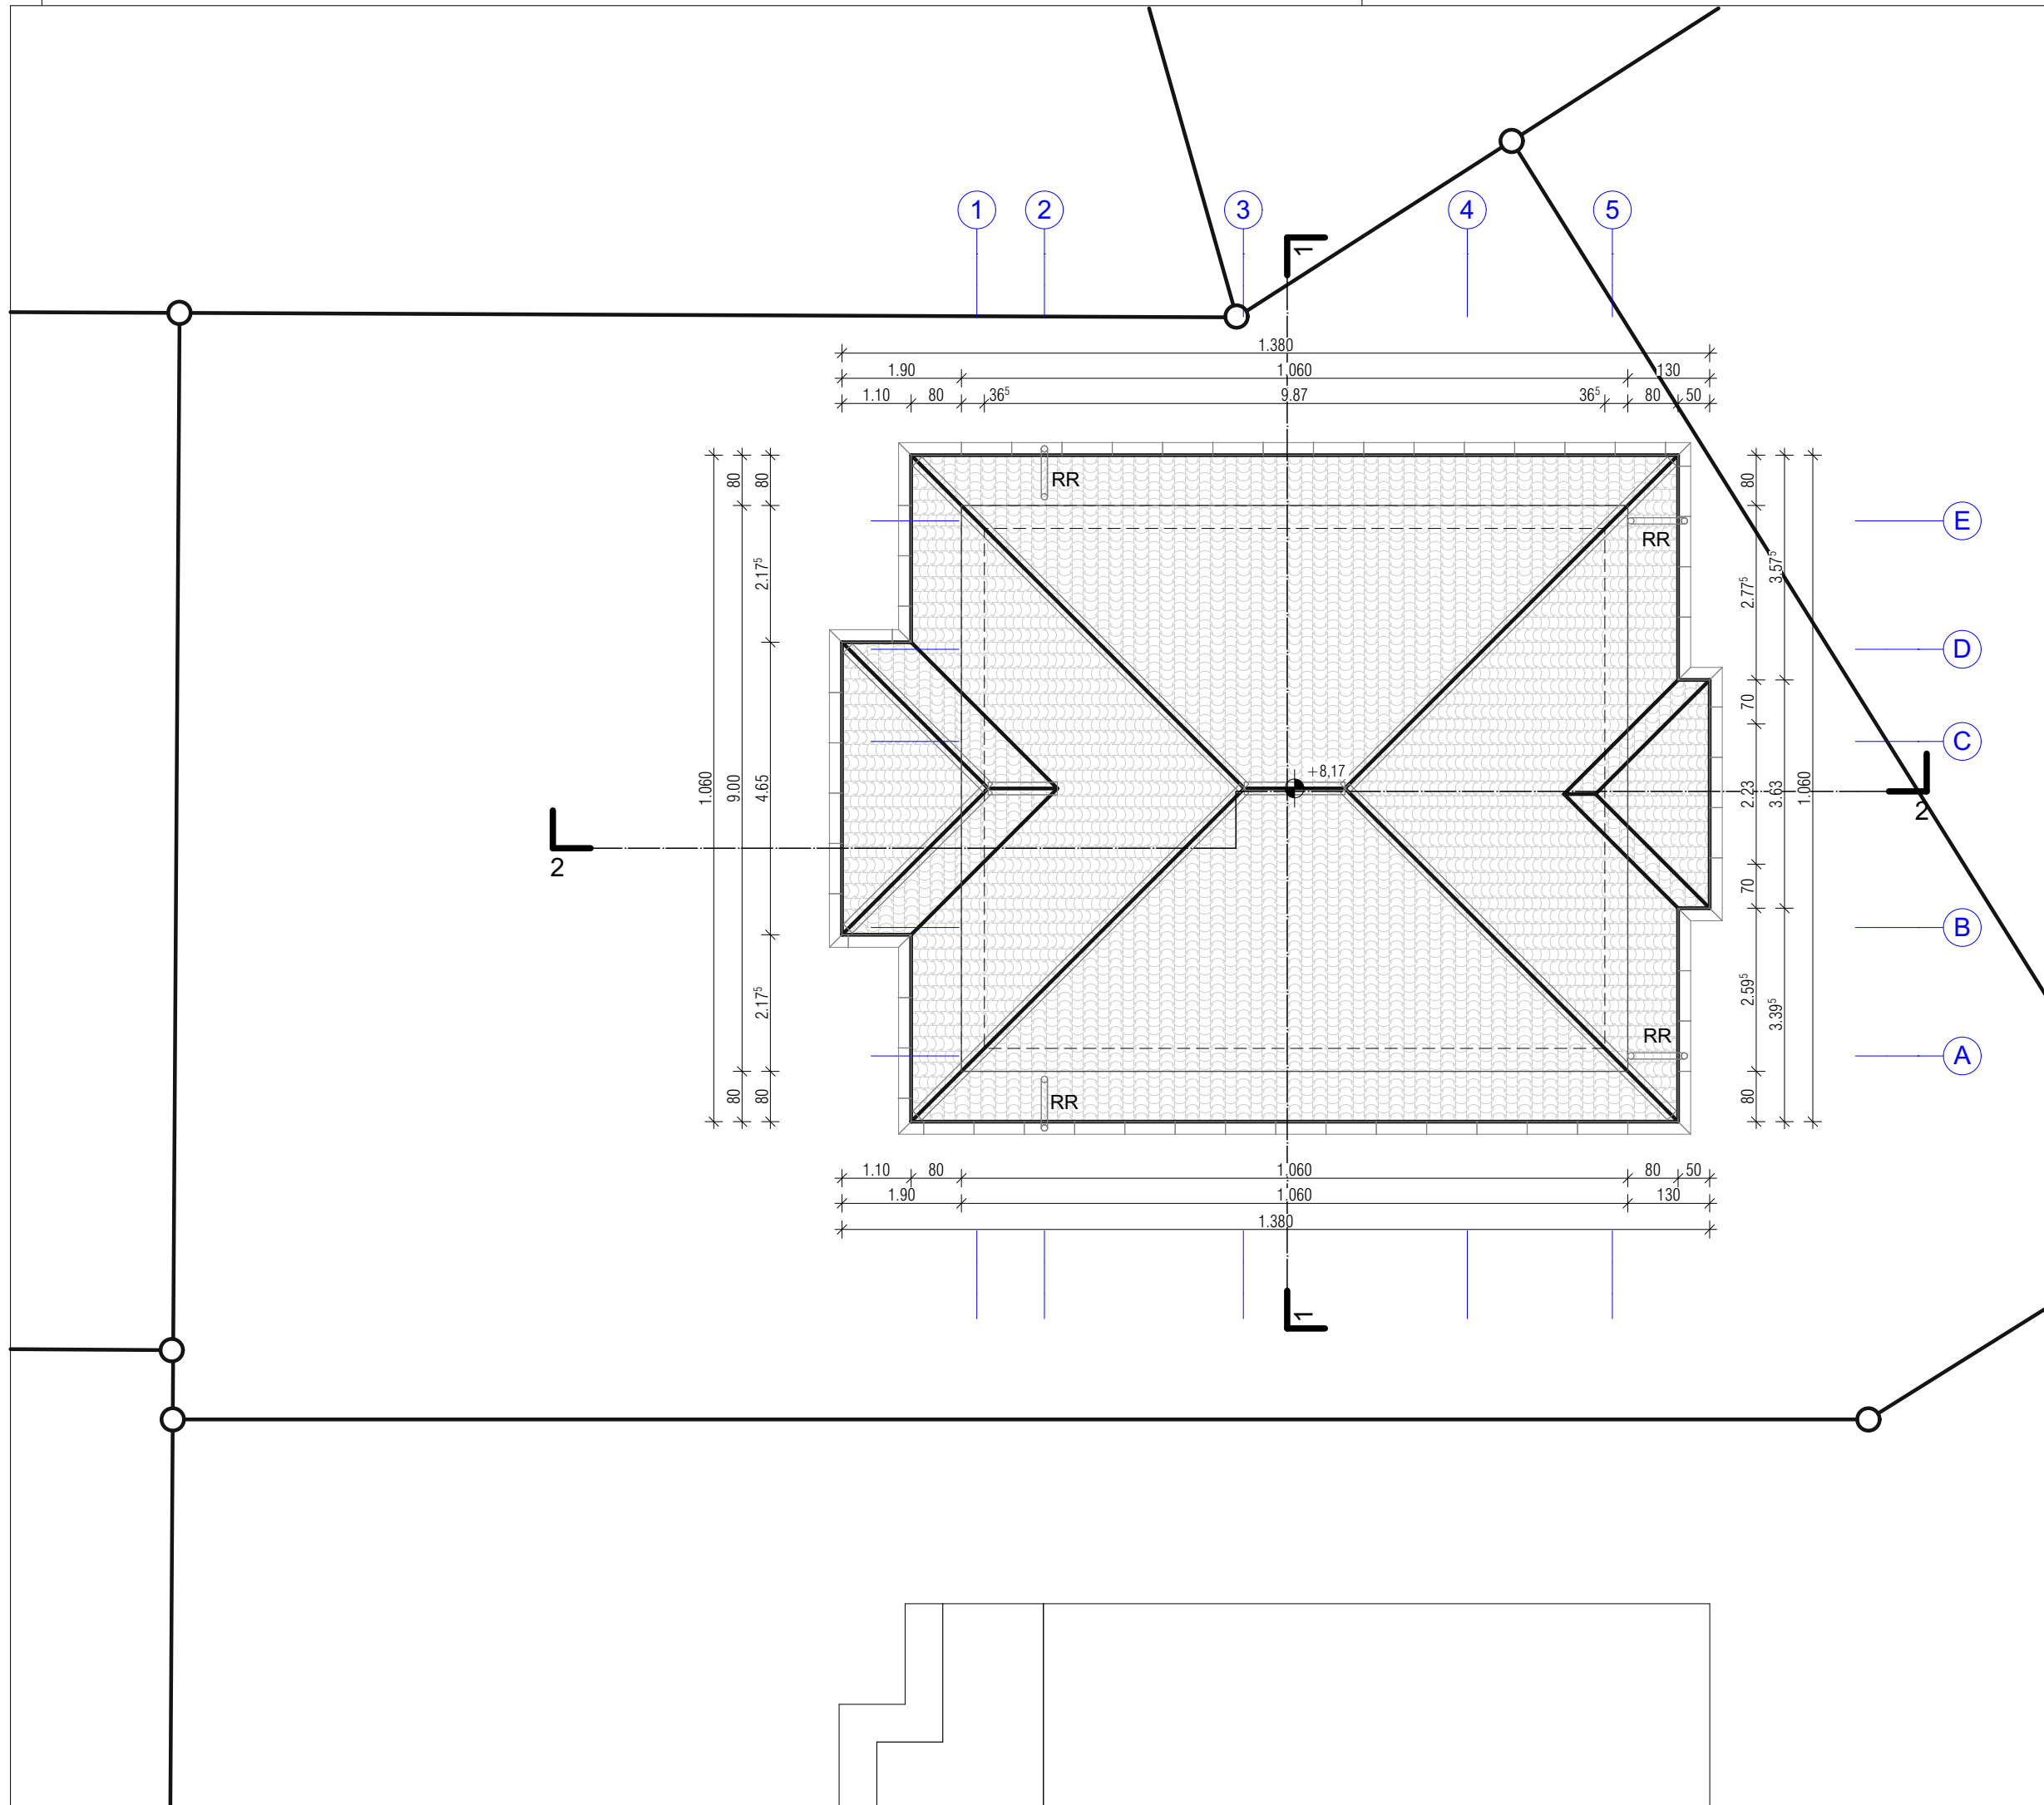 1 2 3 4 5
1
1.380
1.90 1.060 130
1.10 80 36⁵ 9.87 36⁵ 80 50
80 80 80
RR
RR
E
2.17⁵ 2.77⁵ 3.57⁵
D
70
C
+8,17
1.060 9.00 4.65 2.23 3.63 1.060
2 2
70
B
2.17⁵ 2.59⁵ 3.39⁵
RR
A
80 80 80
RR
1.10 80 1.060 80 50
1.90 1.060 130
1.380
1